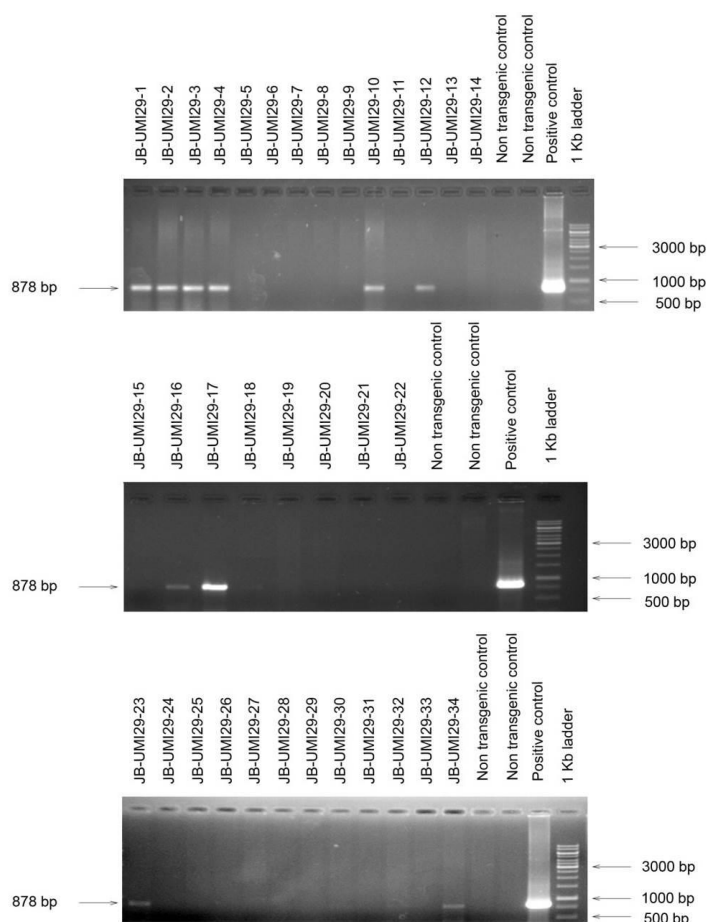 JB-UMI29-1
JB-UMI29-2
JB-UMI29-3
JB-UMI29-4
JB-UMI29-5
JB-UMI29-6
JB-UMI29-7
JB-UMI29-8
JB-UMI29-9
JB-UMI29-10
JB-UMI29-11
JB-UMI29-12
JB-UMI29-13
JB-UMI29-14
Non transgenic control
Non transgenic control
Positive control
1 Kb ladder
3000 bp
878 bp
1000 bp
500 bp
JB-UMI29-15
JB-UMI29-16
JB-UMI29-17
JB-UMI29-18
JB-UMI29-19
JB-UMI29-20
JB-UMI29-21
JB-UMI29-22
Non transgenic control
Non transgenic control
Positive control
1 Kb ladder
3000 bp
878 bp
1000 bp
500 bp
JB-UMI29-23
JB-UMI29-24
JB-UMI29-25
JB-UMI29-26
JB-UMI29-27
JB-UMI29-28
JB-UMI29-29
JB-UMI29-30
JB-UMI29-31
JB-UMI29-32
JB-UMI29-33
JB-UMI29-34
Non transgenic control
Non transgenic control
Positive control
1 Kb ladder
3000 bp
878 bp
1000 bp
500 bp